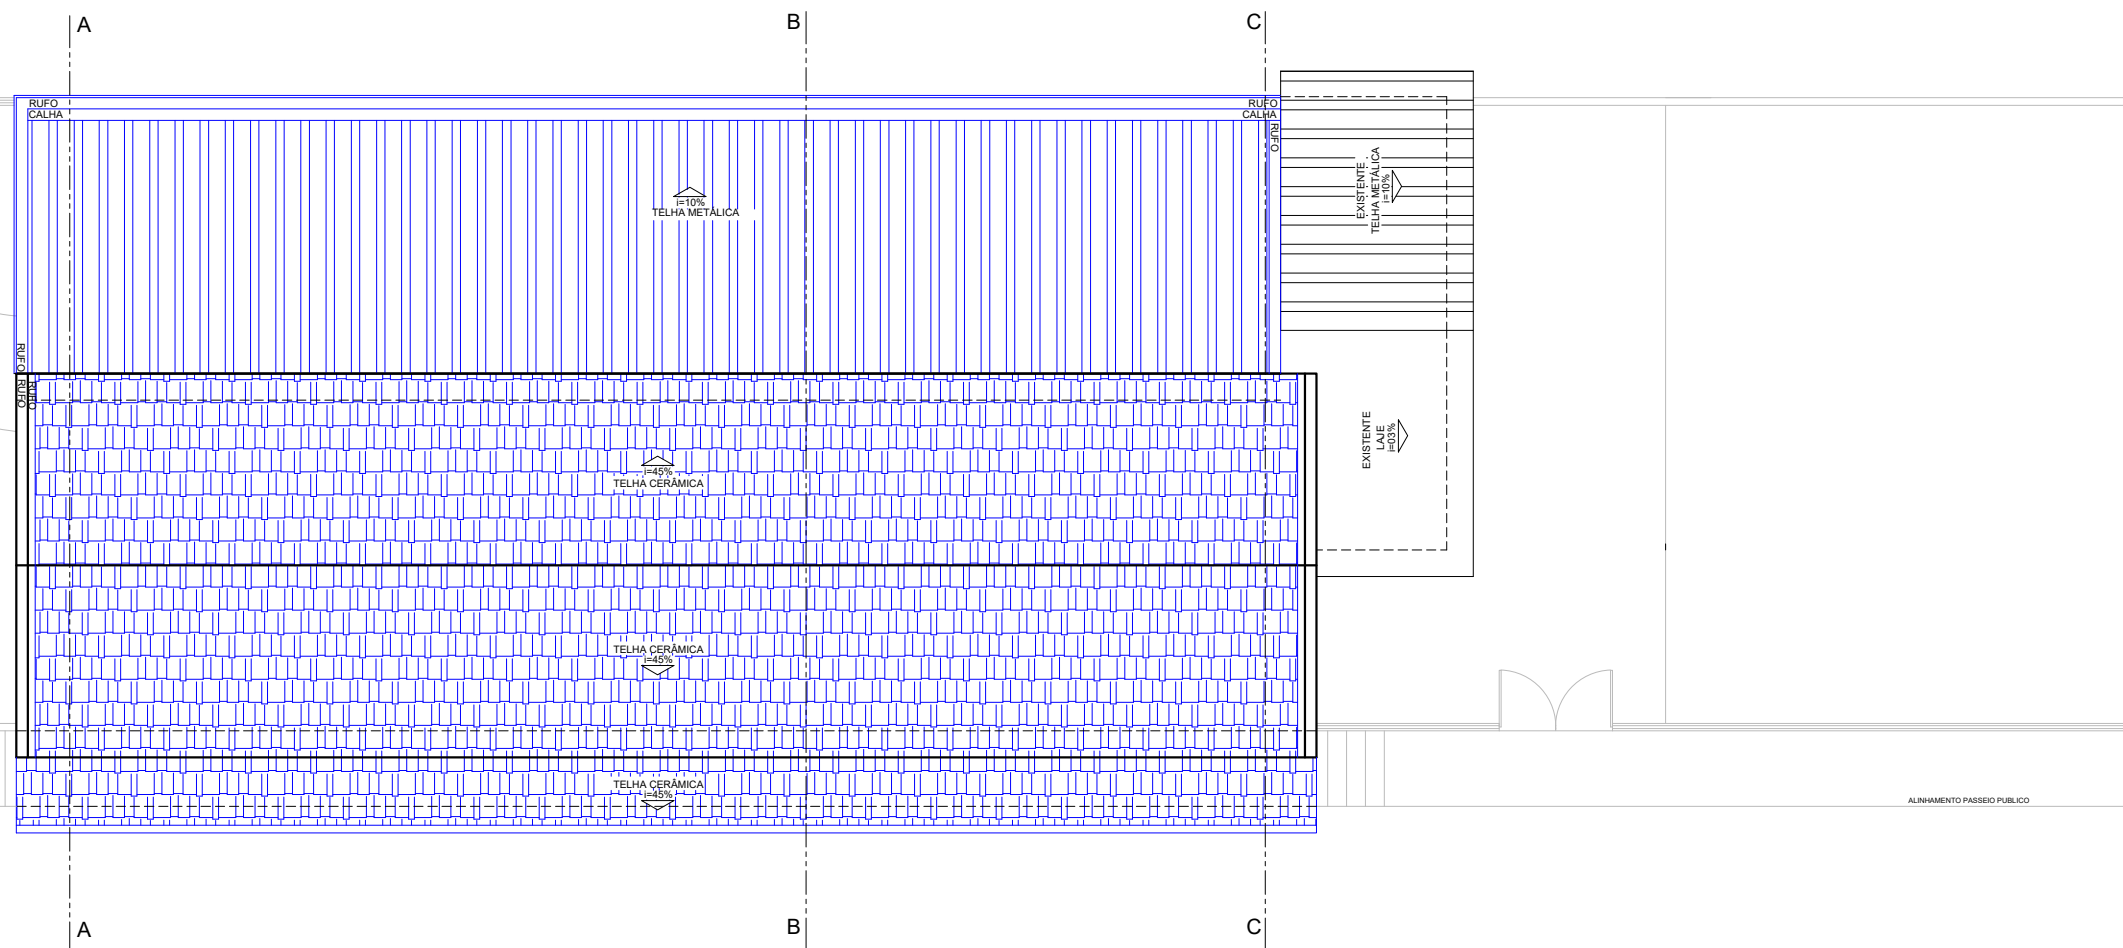 A
B
C
RUFO
CALHA
RUFO
CALHA
RUFO
i=10%
TELHA METÁLICA
EXISTENTE
TELHA METÁLICA
i=10%
RUFO
RUFO
RUFO
i=45%
TELHA CERÂMICA
EXISTENTE
LAJE
i=03%
TELHA CERÂMICA
i=45%
TELHA CERÂMICA
i=45%
ALINHAMENTO PASSEIO PUBLICO
A
B
C